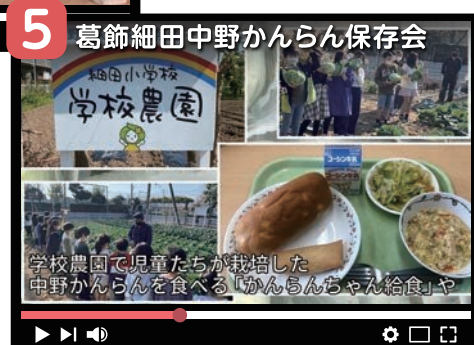 5 葛飾細田中野かんらん保存会
細田小学校
学校農園
コーシン牛乳
学校農園で児童たちが栽培した
中野かんらんを食べる「かんらんちゃん給食」や